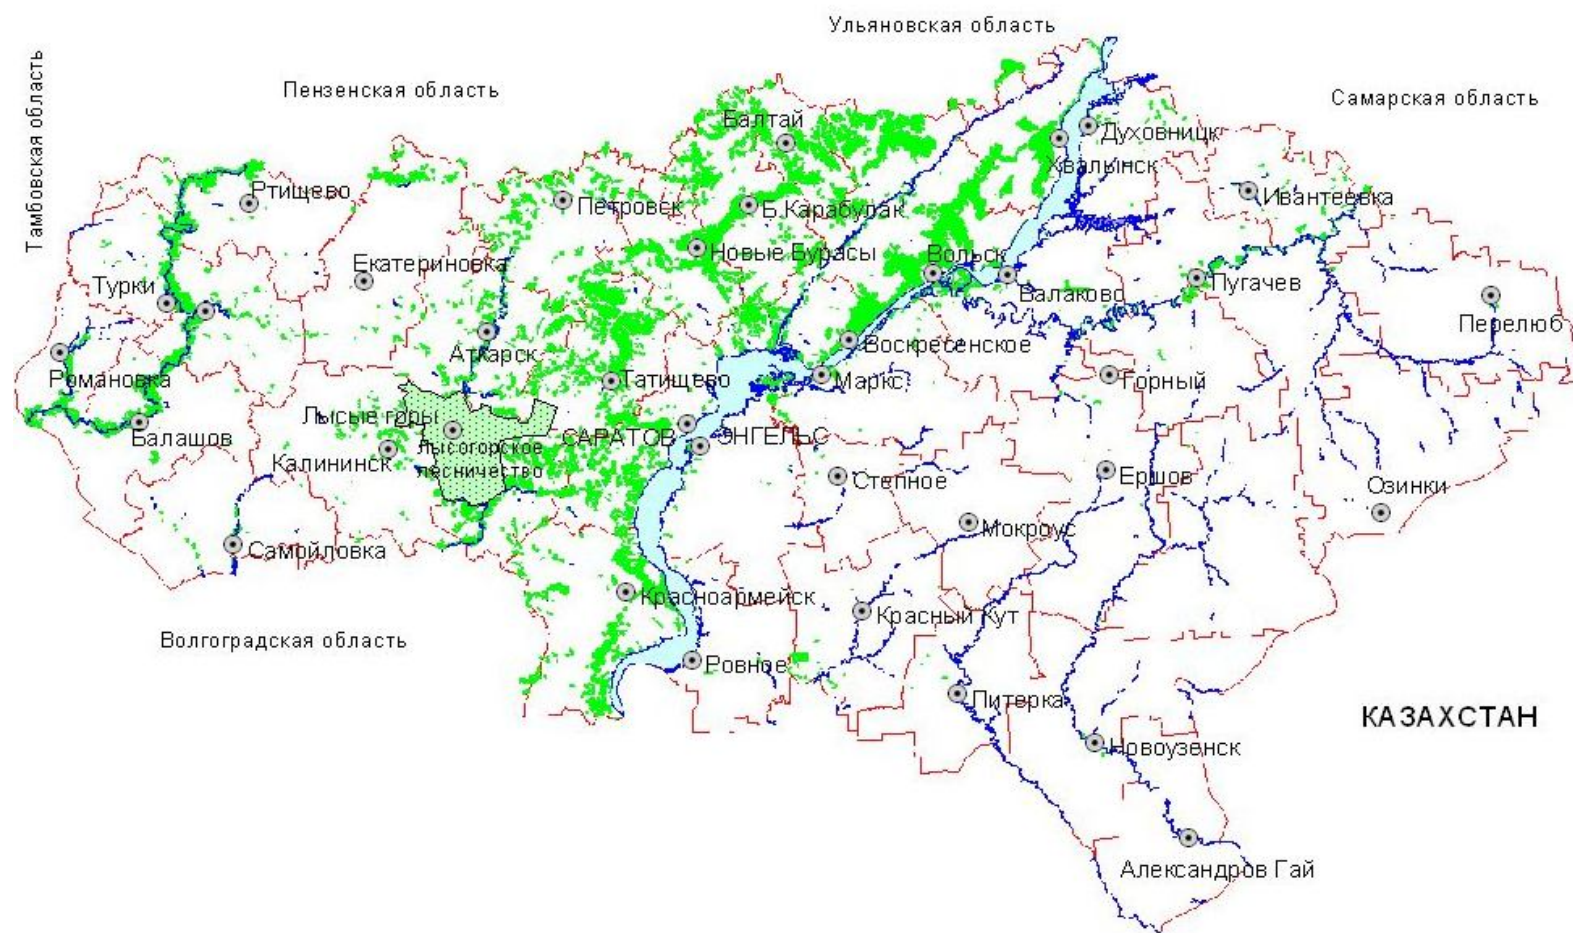 Ульяновская область
Тамбовская область
Пензенская область
Самарская область
Балтай
Духовницк
Хвалынск
Ртищево
Петровск
Б.Карабулак
Ивантеевка
Новые Бурасы
Екатериновка
Вольск
Турки
Балаково
Пугачев
Перелюб
Аткарск
Воскресенское
Романовка
Татищево
Маркс
Горный
Лысые горы
Балашов
САРАТОВ
ЭНГЕЛЬС
Лысогорское
лесничество
Калининск
Степное
Ершов
Озинки
Мокроус
Самойловка
Красноармейск
Красный Кут
Волгоградская область
Ровное
Питерка
КАЗАХСТАН
Новоузенск
Александров Гай